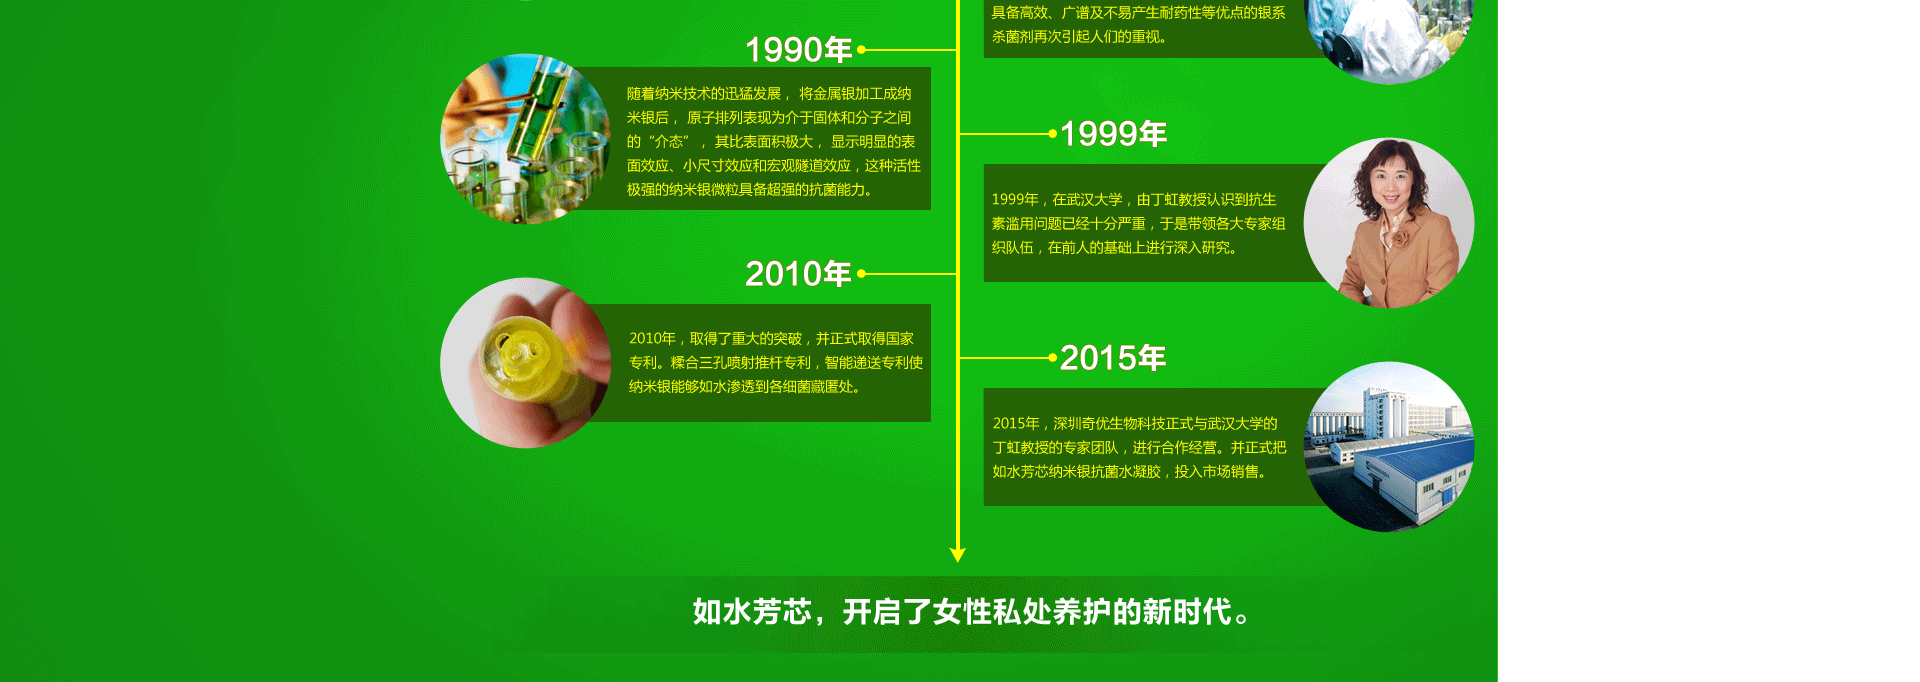 具备高效、广谱及不易产生耐药性等优点的银系
杀菌剂再次引起人们的重视。
1990年
随着纳米技术的迅猛发展， 将金属银加工成纳
米银后， 原子排列表现为介于固体和分子之间
的“介态”， 其比表面积极大， 显示明显的表
面效应、小尺寸效应和宏观隧道效应，这种活性
极强的纳米银微粒具备超强的抗菌能力。
1999年
1999年，在武汉大学，由丁虹教授认识到抗生
素滥用问题已经十分严重，于是带领各大专家组
织队伍，在前人的基础上进行深入研究。
2010年
2010年，取得了重大的突破，并正式取得国家
专利。糅合三孔喷射推杆专利，智能递送专利使
纳米银能够如水渗透到各细菌藏匿处。
2015年
2015年，深圳奇优生物科技正式与武汉大学的
丁虹教授的专家团队，进行合作经营。并正式把
如水芳芯纳米银抗菌水凝胶，投入市场销售。
如水芳芯，开启了女性私处养护的新时代。